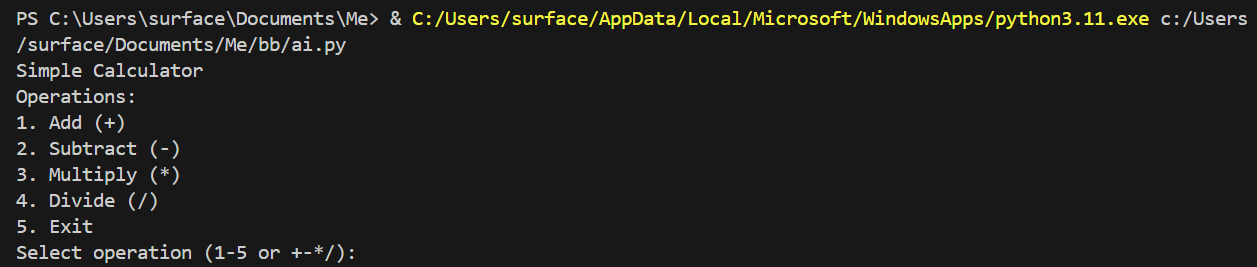 PS C:\Users\surface\Documents\Me> & C:/Users/surface/AppData/Local/Microsoft/WindowsApps/python3.11.exe c:/Users
/surface/Documents/Me/bb/ai.py
Simple Calculator
Operations:
1. Add (+)
2. Subtract (-)
3. Multiply (*)
4. Divide (/)
5. Exit
Select operation (1-5 or +-*/):